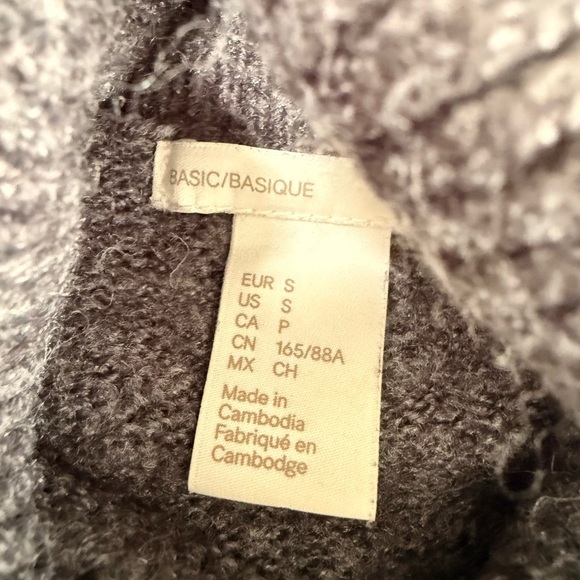 BASIC/BASIQUE
EUR S
US S
CA P
CN 165/88A
MX CH
Made in
Cambodia
Fabriqué en
Cambodge